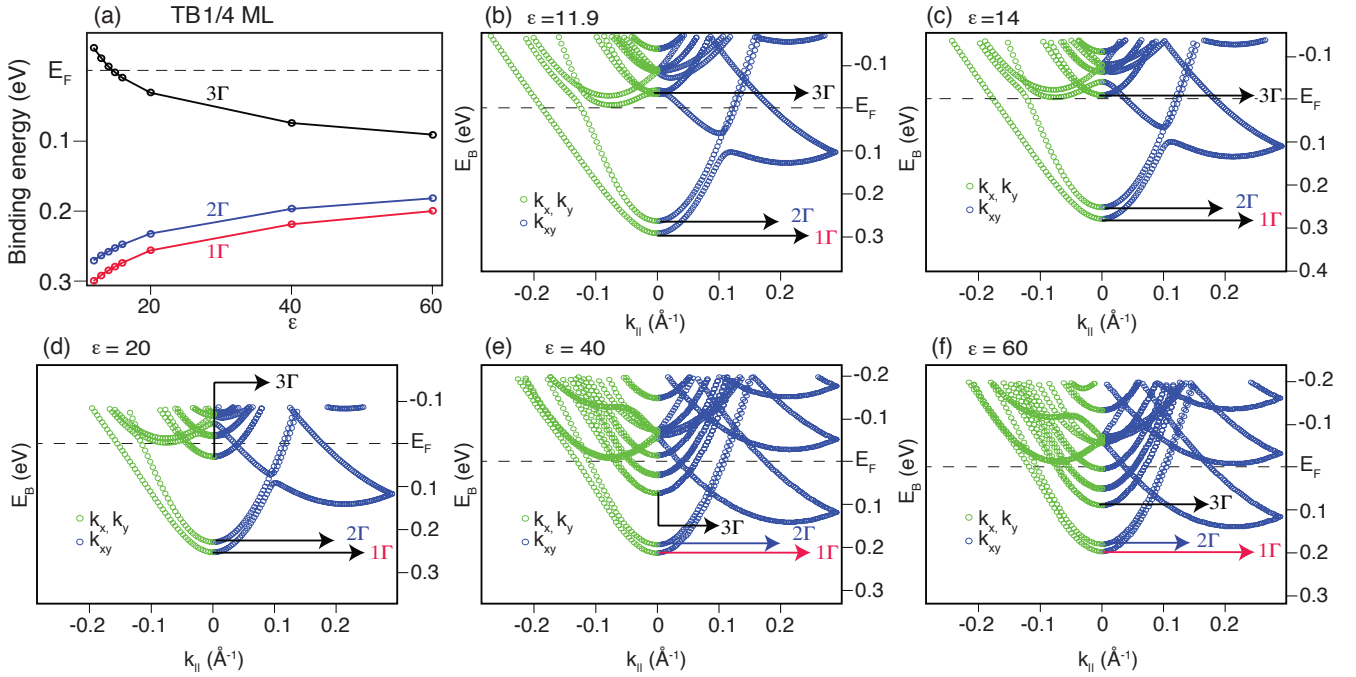 (a) TB1/4 ML
Binding energy (eV)
E_F
0.1
0.2
0.3
3Γ
2Γ
1Γ
20 40 60
ε
(b) ε =11.9
-0.1
E_F
0.1
0.2
0.3
E_B (eV)
3Γ
2Γ
1Γ
k_x, k_y
k_xy
-0.2 -0.1 0 0.1 0.2
k_|| (Å⁻¹)
(c) ε =14
-0.1
E_F
0.1
0.2
0.3
0.4
E_B (eV)
3Γ
2Γ
1Γ
k_x, k_y
k_xy
-0.2 -0.1 0 0.1 0.2
k_|| (Å⁻¹)
(d) ε = 20
-0.1
E_F
0.1
0.3
E_B (eV)
3Γ
2Γ
1Γ
k_x, k_y
k_xy
-0.2 -0.1 0 0.1 0.2
k_|| (Å⁻¹)
(e) ε = 40
-0.2
-0.1
E_F
0.1
0.2
0.3
E_B (eV)
3Γ
2Γ
1Γ
k_x, k_y
k_xy
-0.2 -0.1 0 0.1 0.2
k_|| (Å⁻¹)
(f) ε = 60
-0.2
-0.1
E_F
0.1
0.2
0.3
E_B (eV)
3Γ
2Γ
1Γ
k_x, k_y
k_xy
-0.2 -0.1 0 0.1 0.2
k_|| (Å⁻¹)